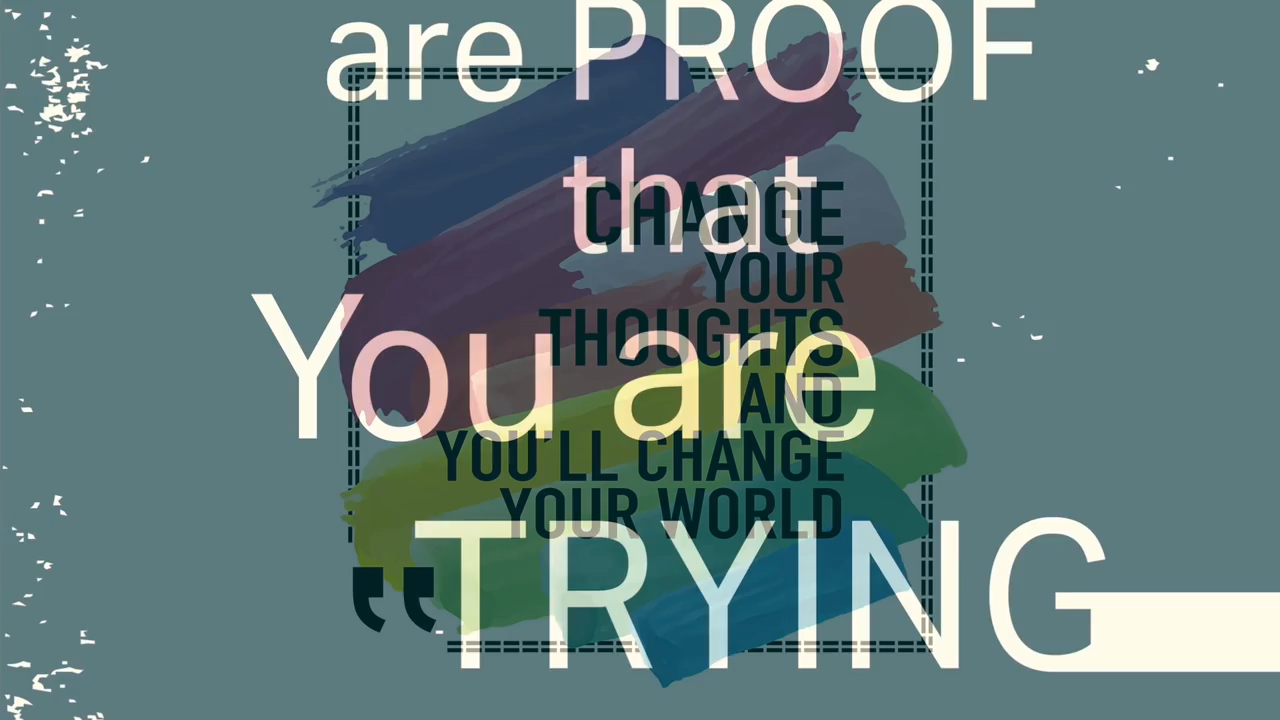 are PROOF
that
You are
TRYING
CHANGE
YOUR
THOUGHTS
AND
YOU'LL CHANGE
YOUR WORLD